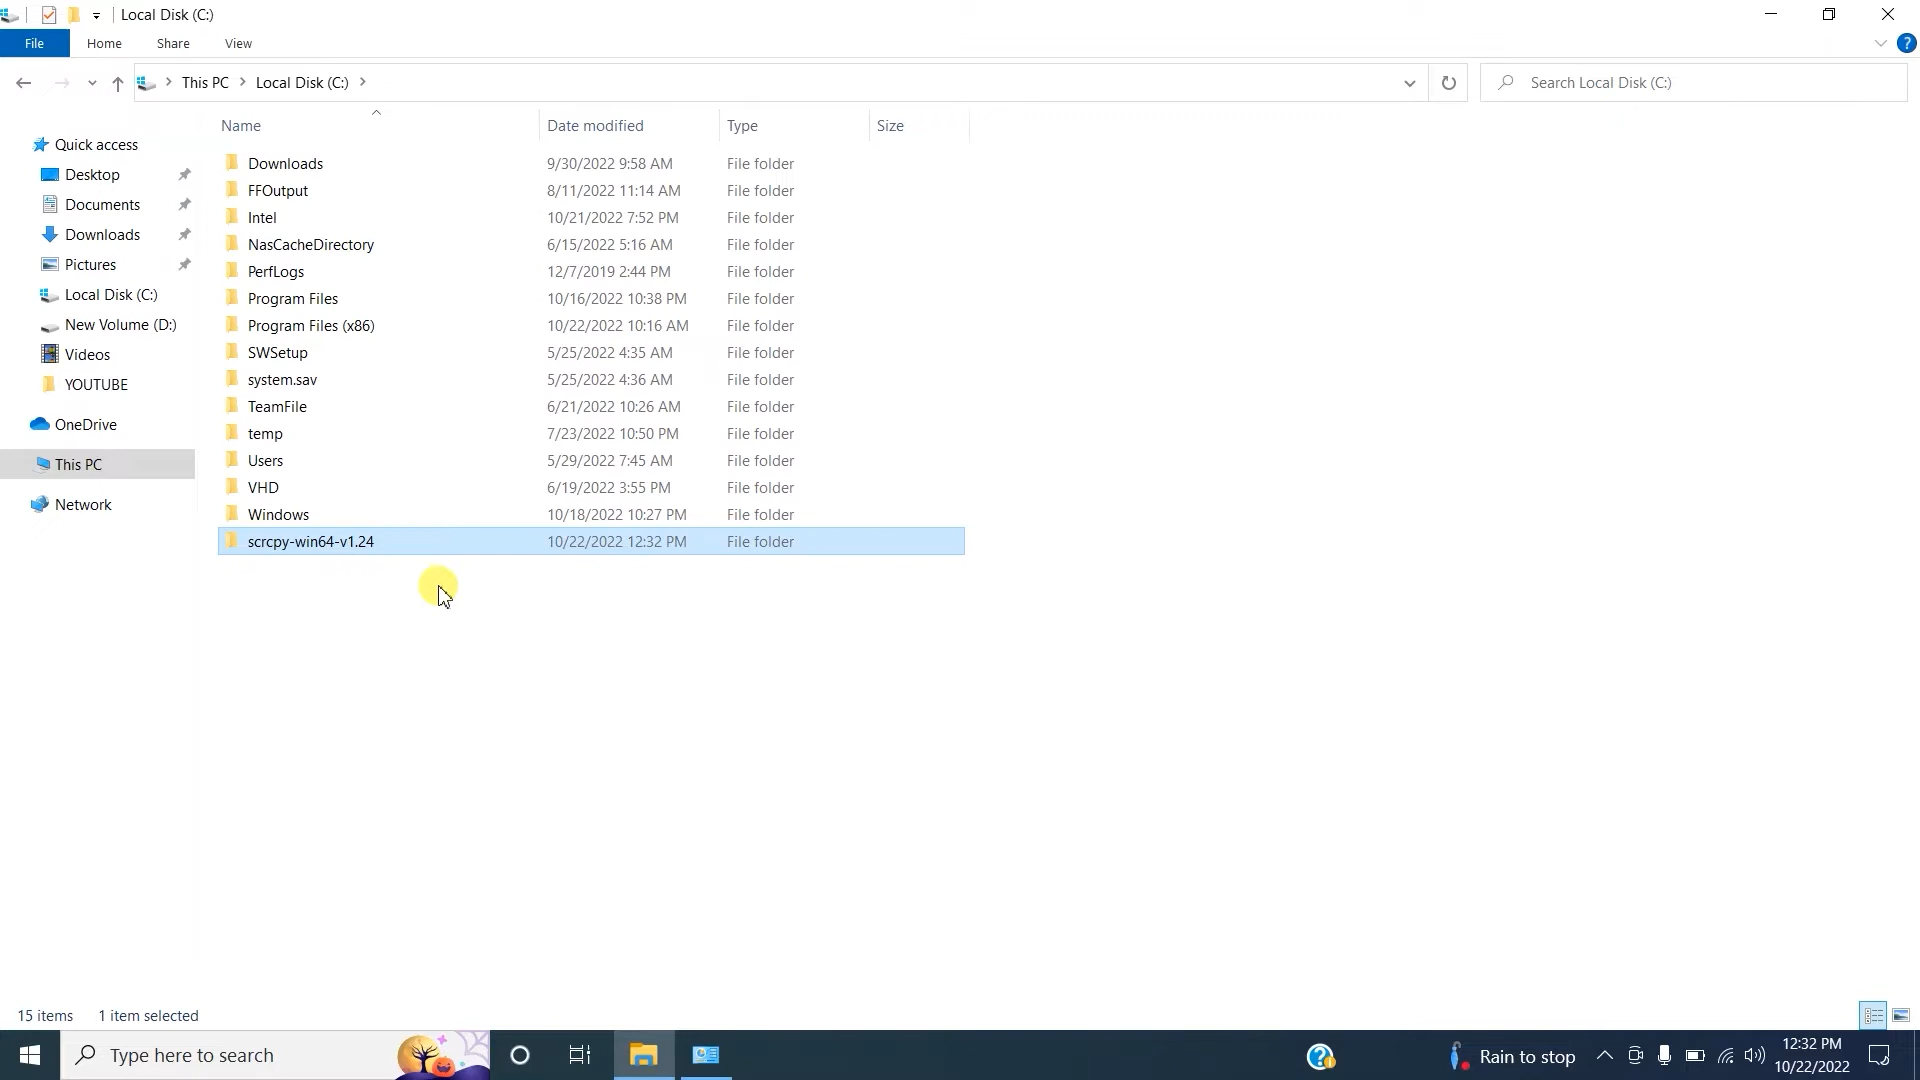 Local Disk (C:)
File Home Share View
This PC Local Disk (C:)
Search Local Disk (C:)
Name Date modified Type Size
Quick access
Desktop
Documents
Downloads
Pictures
Local Disk (C:)
New Volume (D:)
Videos
YOUTUBE
OneDrive
This PC
Network
Downloads 9/30/2022 9:58 AM File folder
FFOutput 8/11/2022 11:14 AM File folder
Intel 10/21/2022 7:52 PM File folder
NasCacheDirectory 6/15/2022 5:16 AM File folder
PerfLogs 12/7/2019 2:44 PM File folder
Program Files 10/16/2022 10:38 PM File folder
Program Files (x86) 10/22/2022 10:16 AM File folder
SWSetup 5/25/2022 4:35 AM File folder
system.sav 5/25/2022 4:36 AM File folder
TeamFile 6/21/2022 10:26 AM File folder
temp 7/23/2022 10:50 PM File folder
Users 5/29/2022 7:45 AM File folder
VHD 6/19/2022 3:55 PM File folder
Windows 10/18/2022 10:27 PM File folder
scrcpy-win64-v1.24 10/22/2022 12:32 PM File folder
15 items 1 item selected
Type here to search
Rain to stop
12:32 PM
10/22/2022